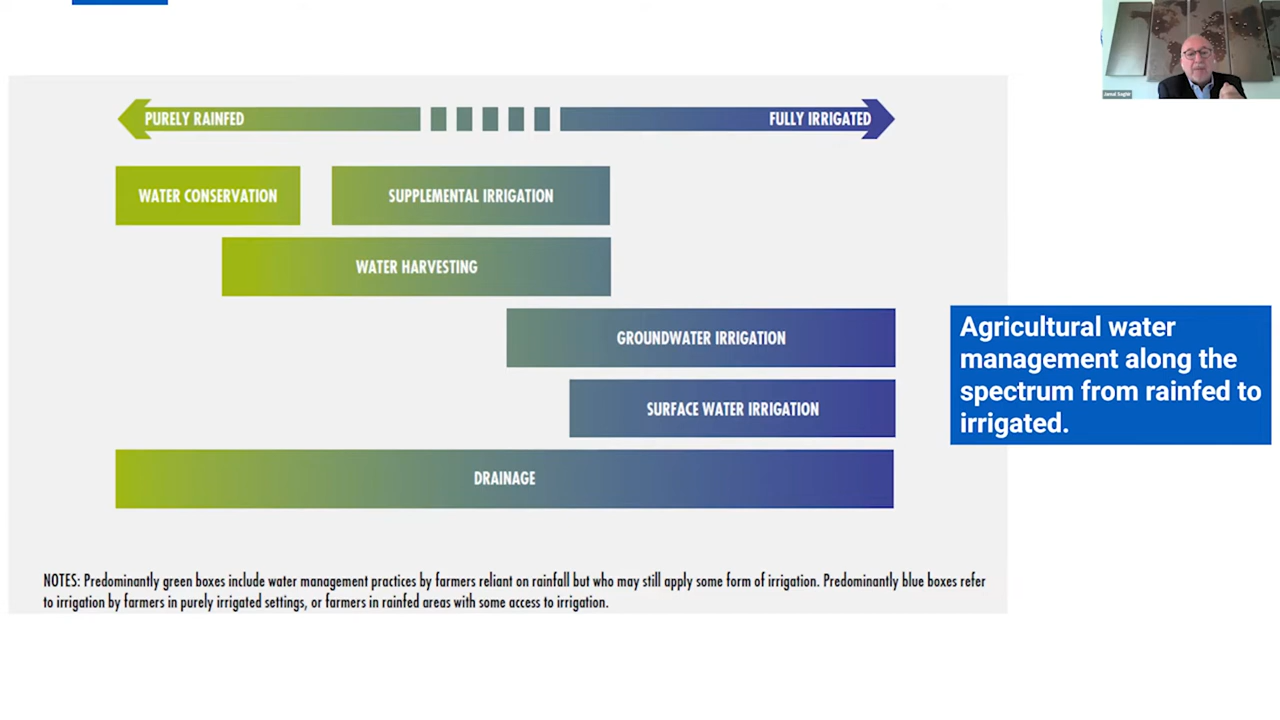 PURELY RAINFED
FULLY IRRIGATED
WATER CONSERVATION
SUPPLEMENTAL IRRIGATION
WATER HARVESTING
GROUNDWATER IRRIGATION
SURFACE WATER IRRIGATION
DRAINAGE
Agricultural water
management along the
spectrum from rainfed to
irrigated.
NOTES: Predominantly green boxes include water management practices by farmers reliant on rainfall but who may still apply some form of irrigation. Predominantly blue boxes refer
to irrigation by farmers in purely irrigated settings, or farmers in rainfed areas with some access to irrigation.